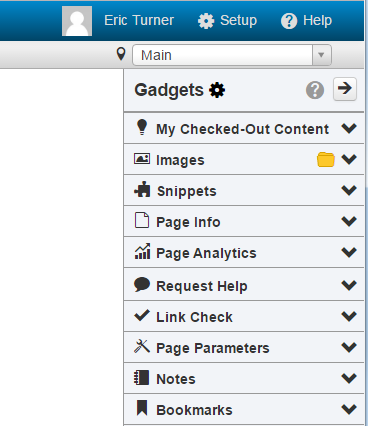 Eric Turner Setup ? Help
Main
Gadgets ?
My Checked-Out Content
Images
Snippets
Page Info
Page Analytics
Request Help
Link Check
Page Parameters
Notes
Bookmarks